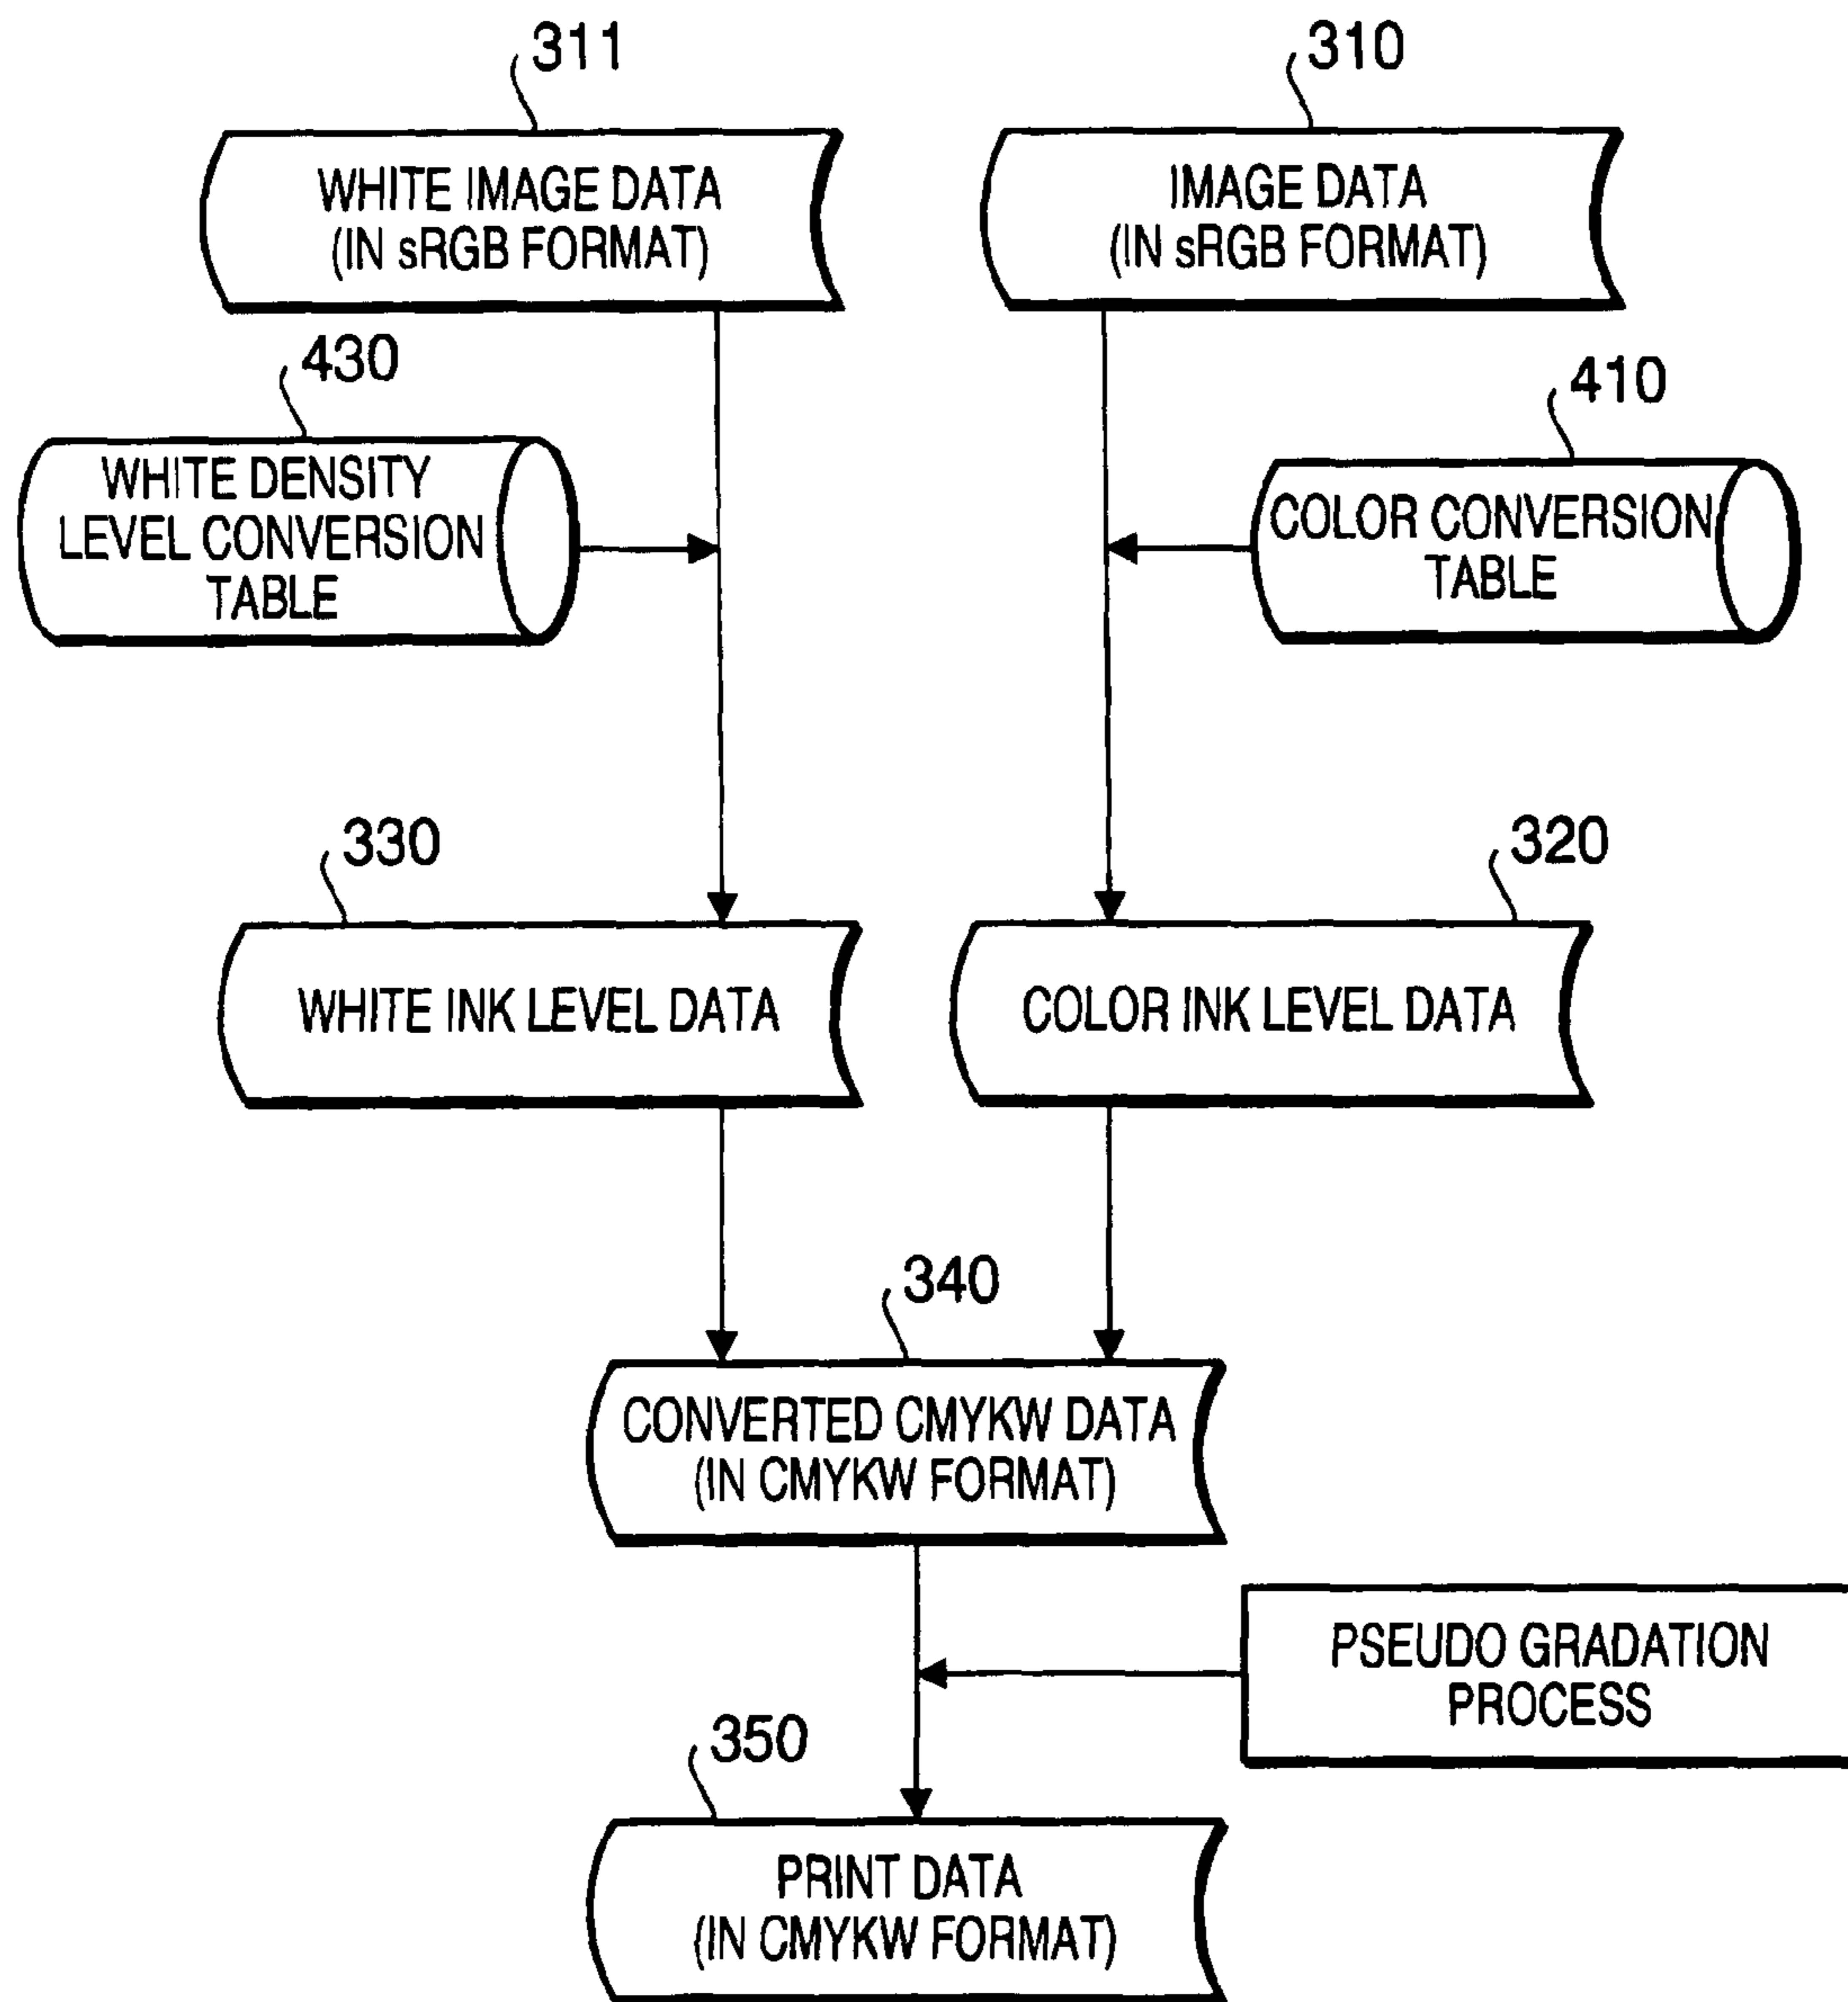 311
310
WHITE IMAGE DATA
(IN sRGB FORMAT)
IMAGE DATA
(IN sRGB FORMAT)
430
410
WHITE DENSITY
LEVEL CONVERSION
TABLE
COLOR CONVERSION
TABLE
330
320
WHITE INK LEVEL DATA
COLOR INK LEVEL DATA
340
CONVERTED CMYKW DATA
(IN CMYKW FORMAT)
PSEUDO GRADATION
PROCESS
350
PRINT DATA
(IN CMYKW FORMAT)